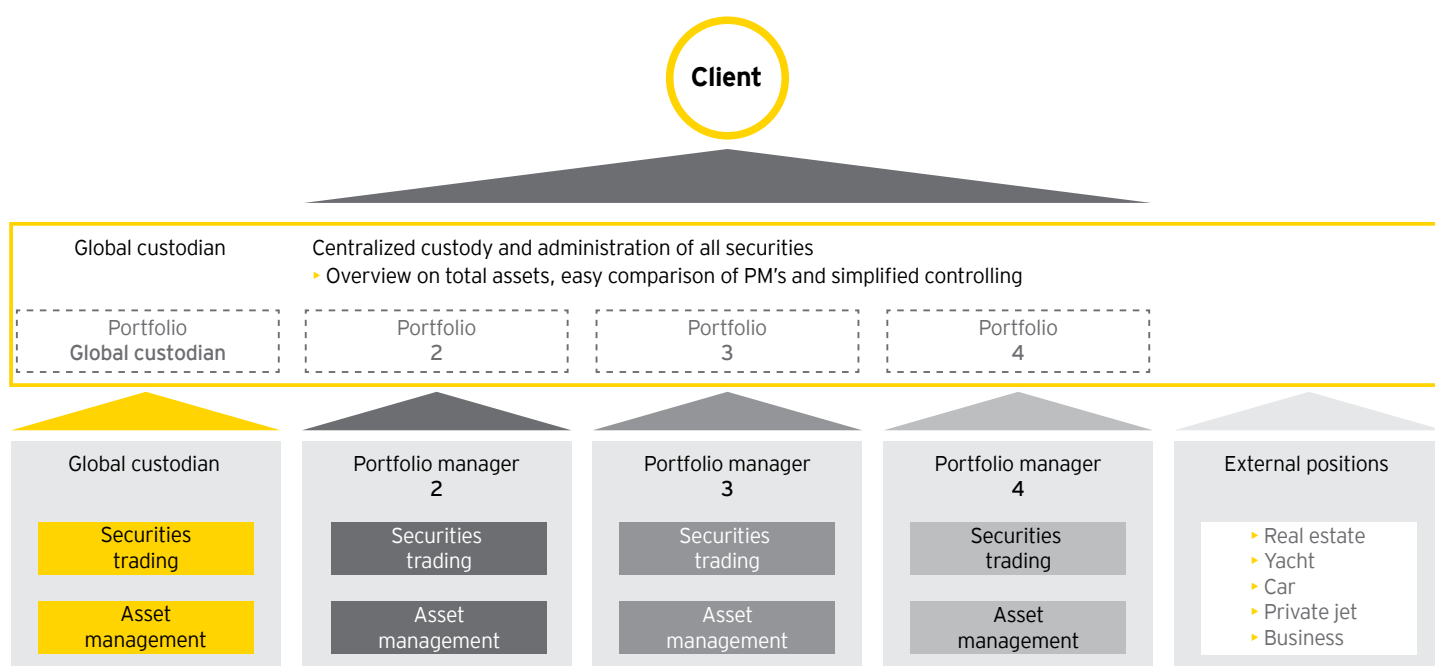 Client
Global custodian
Centralized custody and administration of all securities
▸ Overview on total assets, easy comparison of PM's and simplified controlling
Portfolio
Global custodian
Portfolio
2
Portfolio
3
Portfolio
4
Global custodian
Securities
trading
Asset
management
Portfolio manager
2
Securities
trading
Asset
management
Portfolio manager
3
Securities
trading
Asset
management
Portfolio manager
4
Securities
trading
Asset
management
External positions
▸ Real estate
▸ Yacht
▸ Car
▸ Private jet
▸ Business